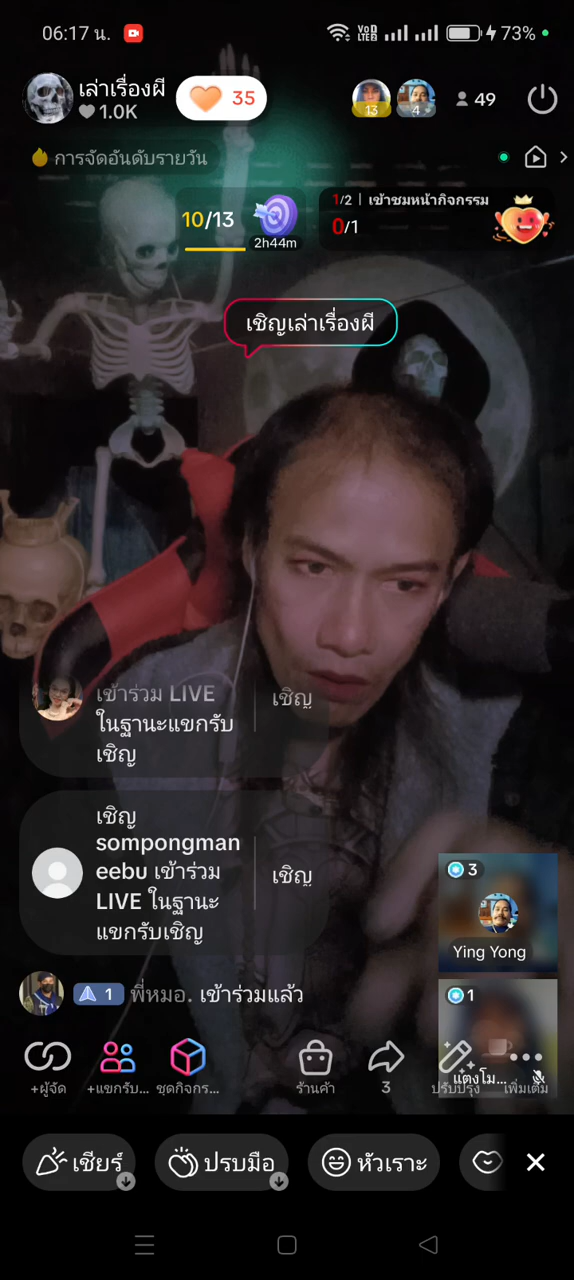 06:17 น.
VoD LTE2
73%
เล่าเรื่องผี
1.0K
35
13
4
49
การจัดอันดับรายวัน
10/13
2h44m
1/2 | เข้าชมหน้ากิจกรรม
0/1
เชิญเล่าเรื่องผี
เข้าร่วม LIVE
ในฐานะแขกรับ
เชิญ
เชิญ
เชิญ
sompongman
eebu เข้าร่วม
LIVE ในฐานะ
แขกรับเชิญ
เชิญ
3
Ying Yong
1
แตงโม...
1 พี่หมอ. เข้าร่วมแล้ว
+ผู้จัด
+แขกรับ...
ชุดกิจกร...
ร้านค้า
3
ปรับปรุง
เพิ่มเติม
เชียร์
ปรบมือ
หัวเราะ